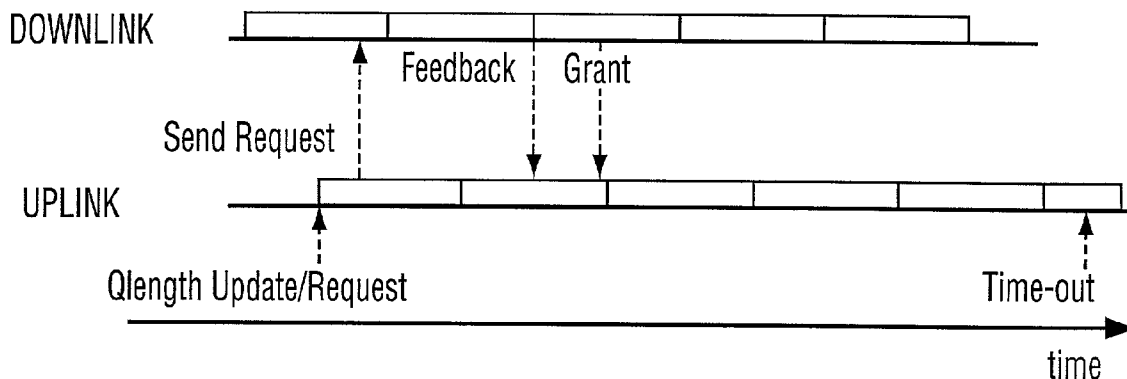 DOWNLINK
Feedback
Grant
Send Request
UPLINK
Qlength Update/Request
Time-out
time